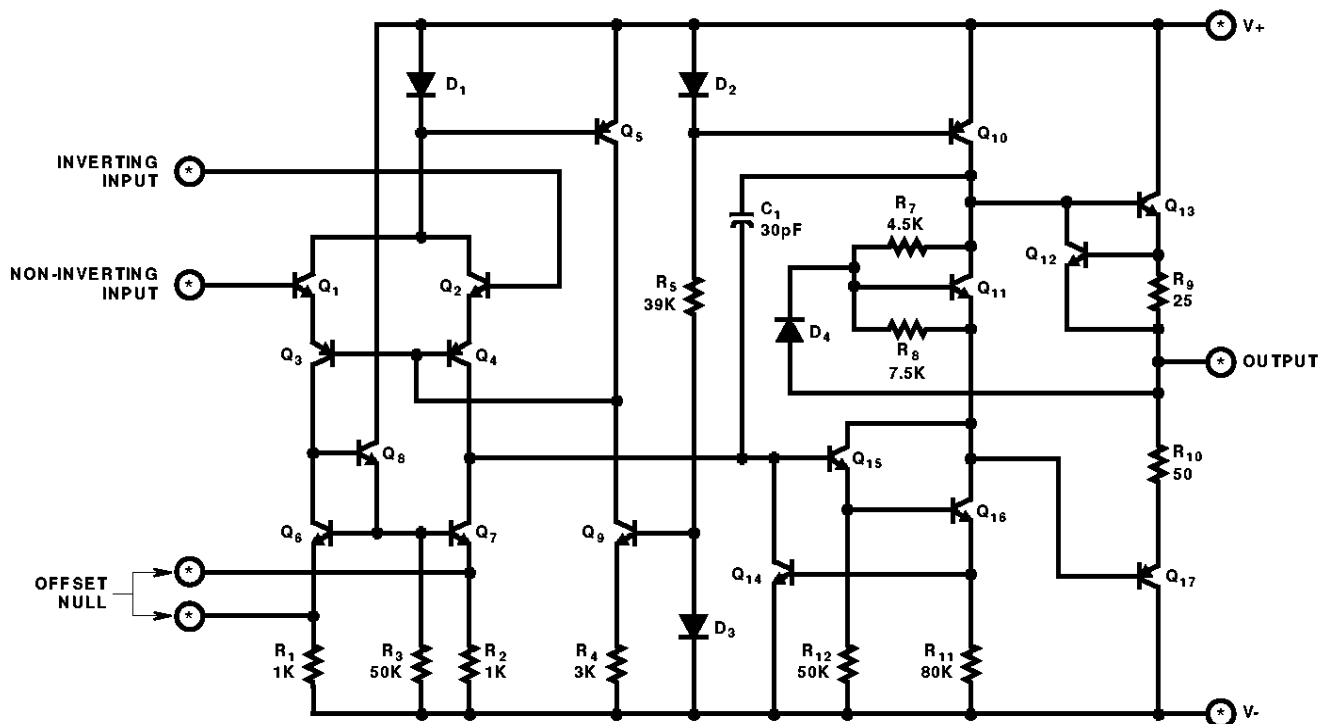 V+
D1
D2
Q5
Q10
INVERTING
INPUT
C1
30pF
R7
4.5K
Q13
Q12
NON-INVERTING
INPUT
Q1
Q2
R5
39K
Q11
R9
25
D4
R8
7.5K
Q3
Q4
OUTPUT
Q8
Q15
R10
50
Q6
Q7
Q9
Q16
OFFSET
NULL
Q14
Q17
D3
R1
1K
R3
50K
R2
1K
R4
3K
R12
50K
R11
80K
V-